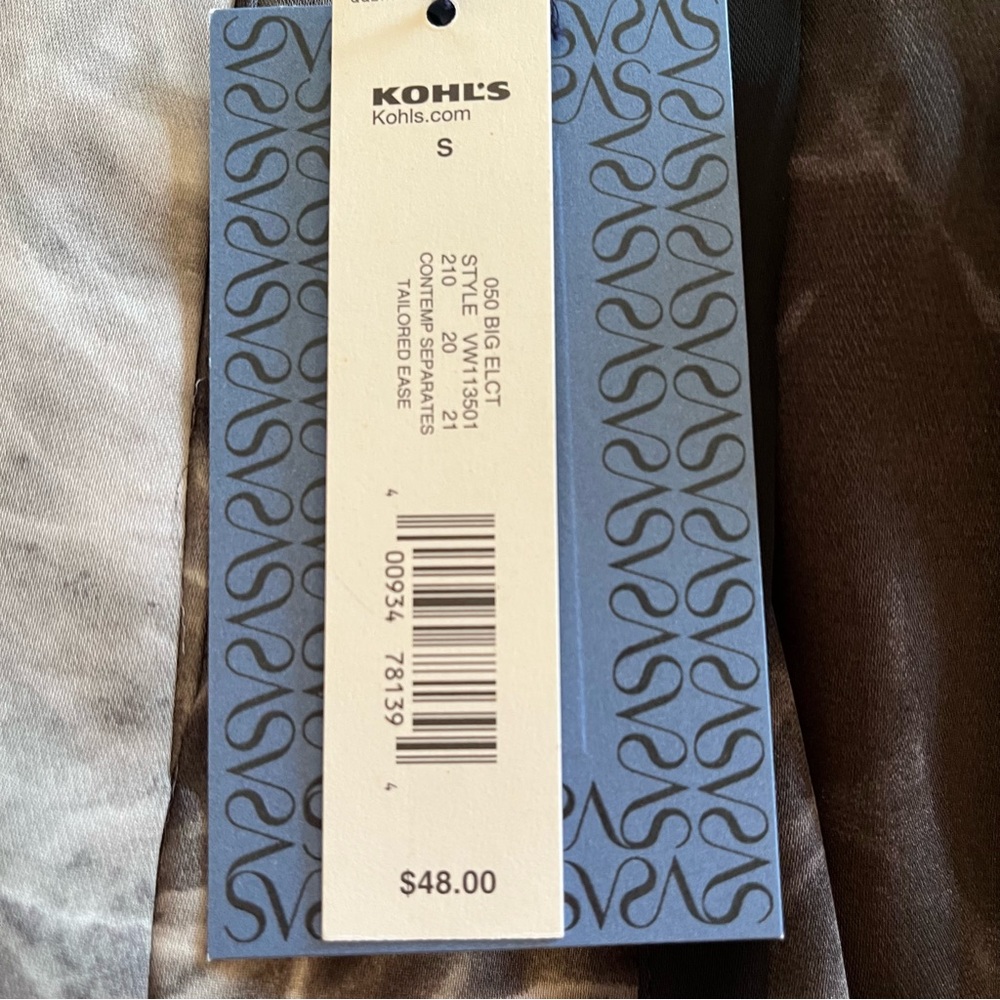 KOHL'S
Kohls.com
S
050 BIG ELCT
STYLE VW113501
210 20 21
CONTEMP SEPARATES
TAILORED EASE
4 00934 78139 4
$48.00